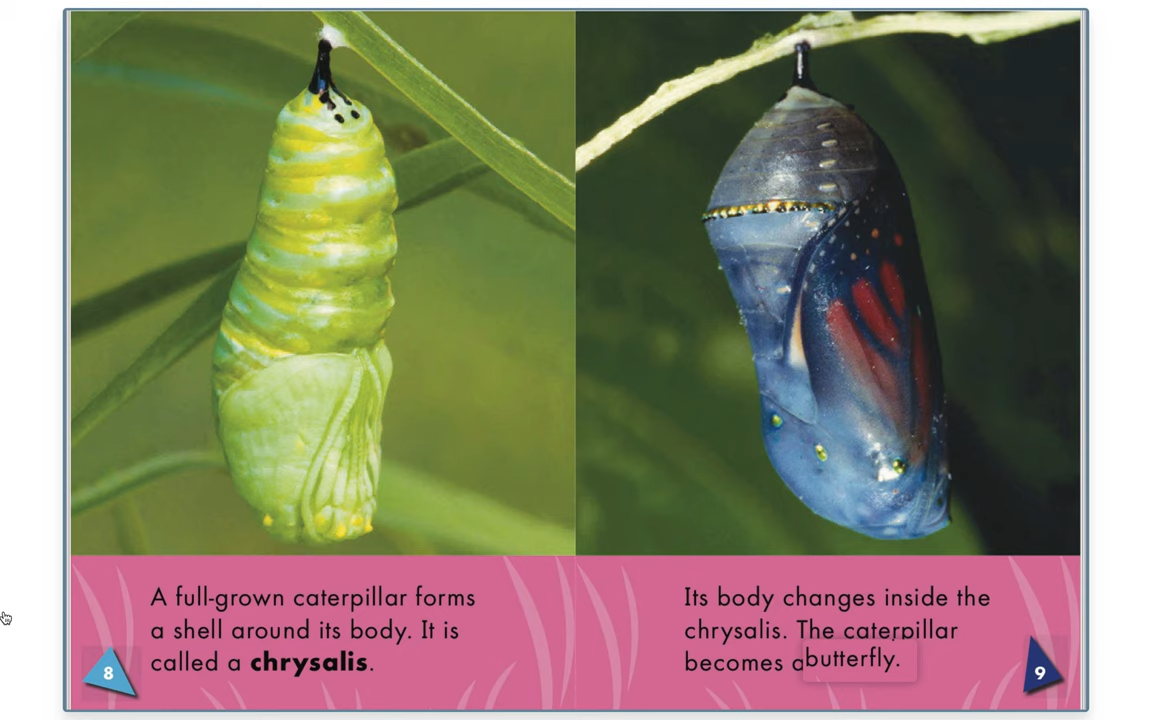 A full-grown caterpillar forms
a shell around its body. It is
called a chrysalis.
8
Its body changes inside the
chrysalis. The caterpillar
becomes a butterfly.
9